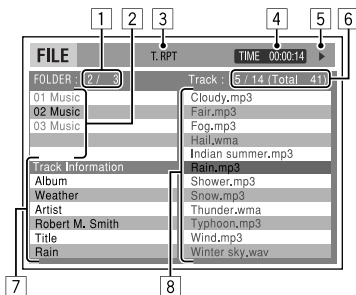 1 2 3 4 5 6
FILE T. RPT TIME 00:00:14
FOLDER : 2 / 3 Track : 5 / 14 (Total 41)
01 Music
02 Music
03 Music
Track Information
Album
Weather
Artist
Robert M. Smith
Title
Rain
Cloudy.mp3
Fair.mp3
Fog.mp3
Hail.wma
Indian summer.mp3
Rain.mp3
Shower.mp3
Snow.mp3
Thunder.wma
Typhoon.mp3
Wind.mp3
Winter sky.wav
7 8